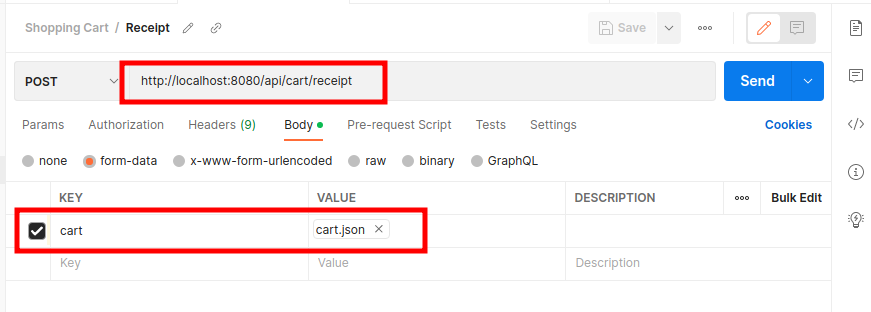 Shopping Cart / Receipt Save
POST http://localhost:8080/api/cart/receipt Send
Params Authorization Headers (9) Body Pre-request Script Tests Settings Cookies
none form-data x-www-form-urlencoded raw binary GraphQL
KEY VALUE DESCRIPTION Bulk Edit
cart cart.json
Key Value Description